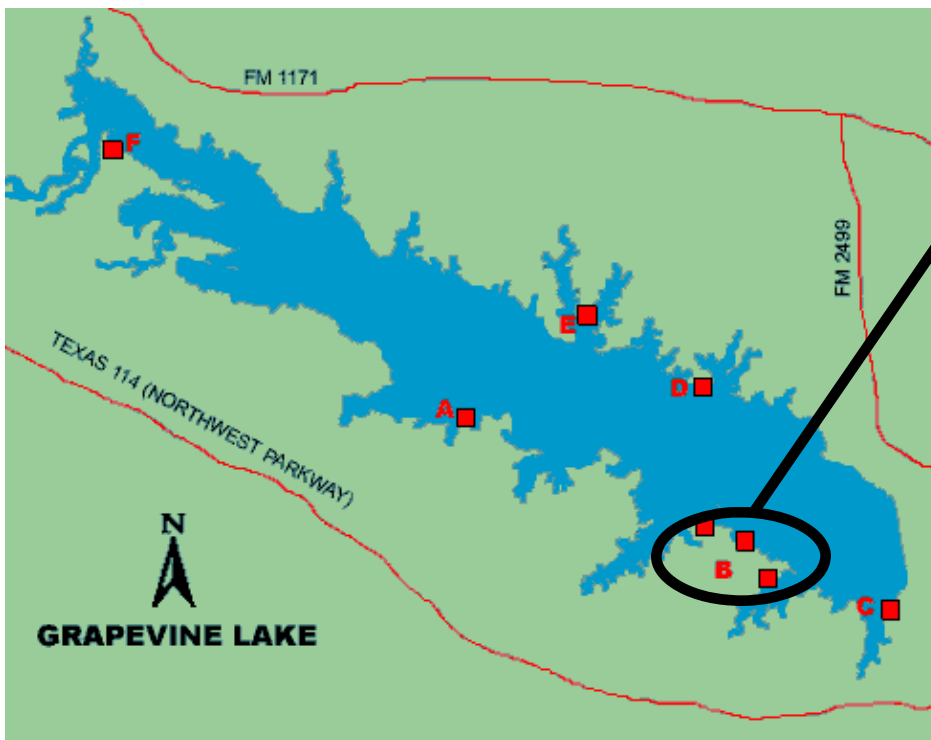 FM 1171
F
FM 2499
E
TEXAS 114 (NORTHWEST PARKWAY)
D
A
N
B
C
GRAPEVINE LAKE